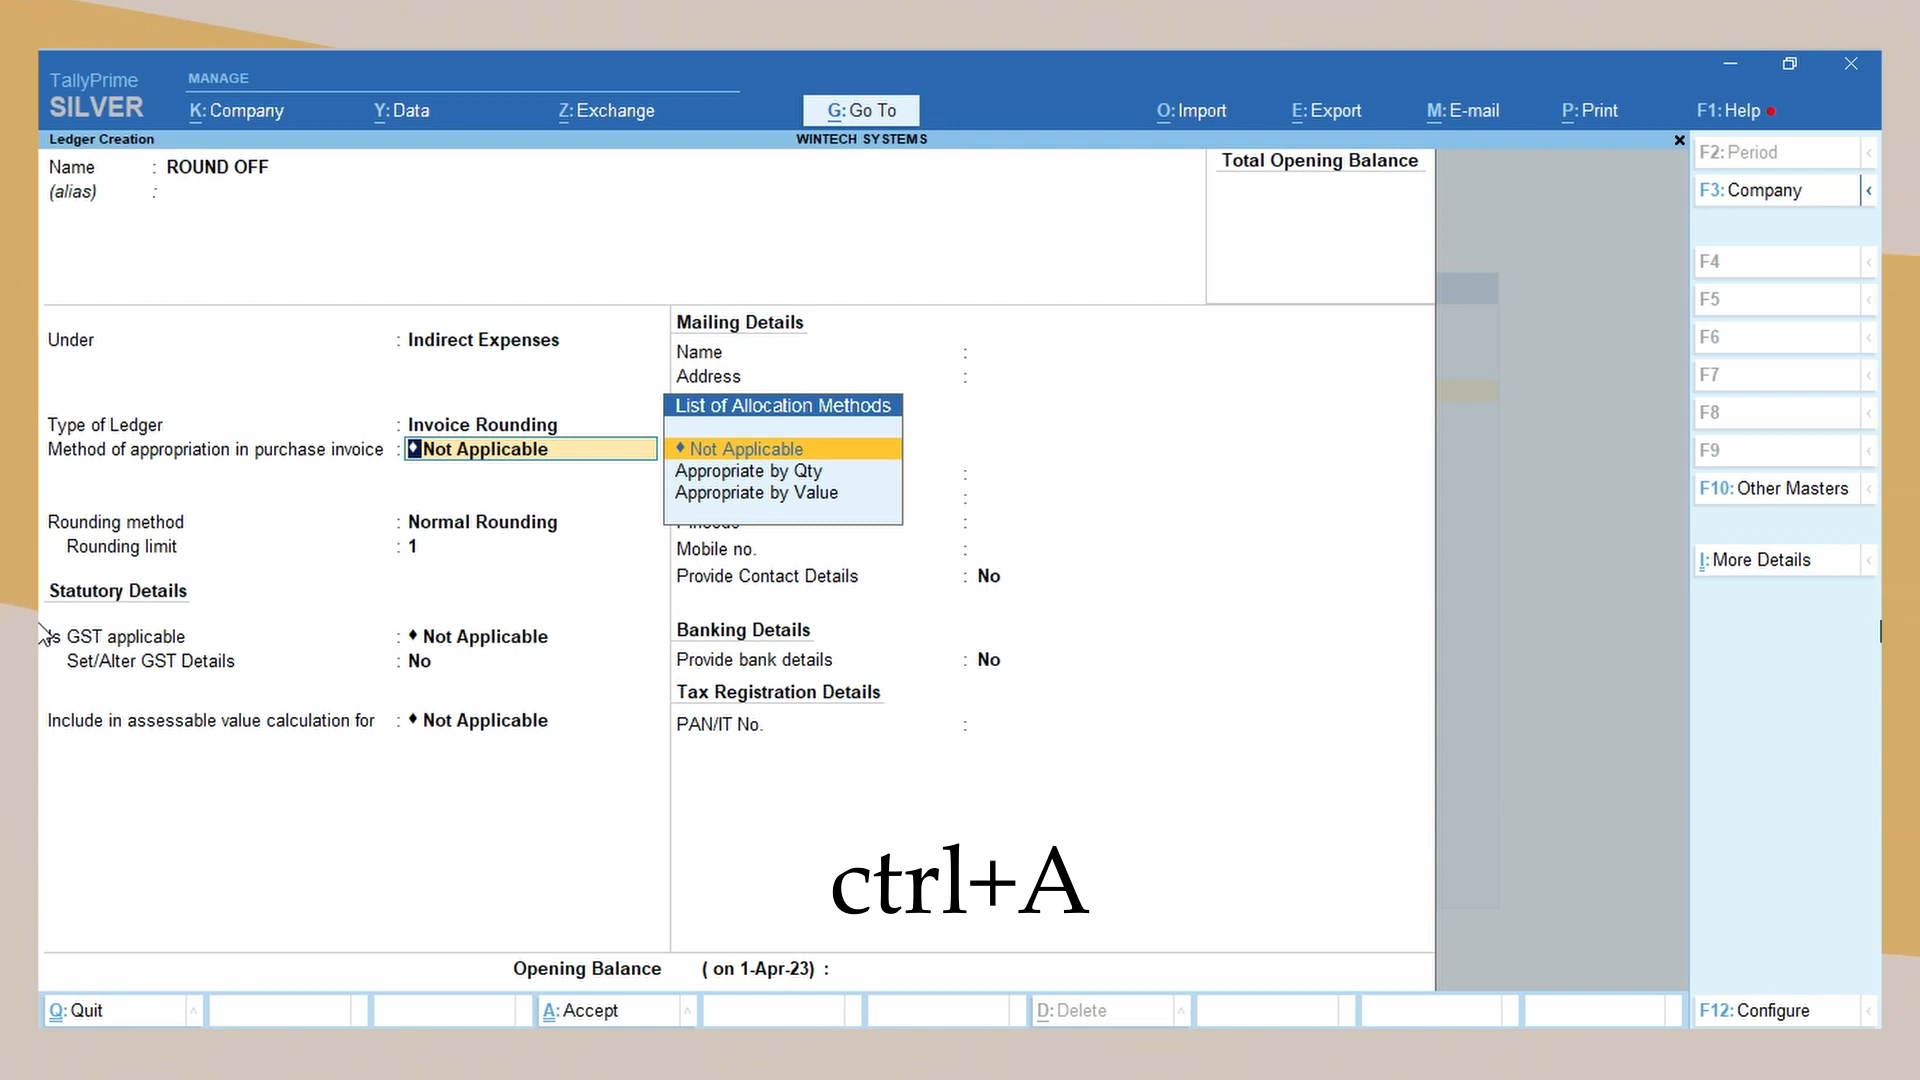 TallyPrime
SILVER
MANAGE
K: Company
Y: Data
Z: Exchange
G: Go To
O: Import
E: Export
M: E-mail
P: Print
F1: Help
Ledger Creation
WINTECH SYSTEMS
Name : ROUND OFF
(alias) :
Total Opening Balance
Under : Indirect Expenses
Type of Ledger : Invoice Rounding
Method of appropriation in purchase invoice : ♦ Not Applicable
Rounding method : Normal Rounding
Rounding limit : 1
Statutory Details
Is GST applicable : ♦ Not Applicable
Set/Alter GST Details : No
Include in assessable value calculation for : ♦ Not Applicable
Mailing Details
Name :
Address :
List of Allocation Methods
♦ Not Applicable
Appropriate by Qty
Appropriate by Value
Mobile no. :
Provide Contact Details : No
Banking Details
Provide bank details : No
Tax Registration Details
PAN/IT No. :
ctrl+A
Opening Balance ( on 1-Apr-23) :
Q: Quit
A: Accept
D: Delete
F2: Period
F3: Company
F4
F5
F6
F7
F8
F9
F10: Other Masters
I: More Details
F12: Configure